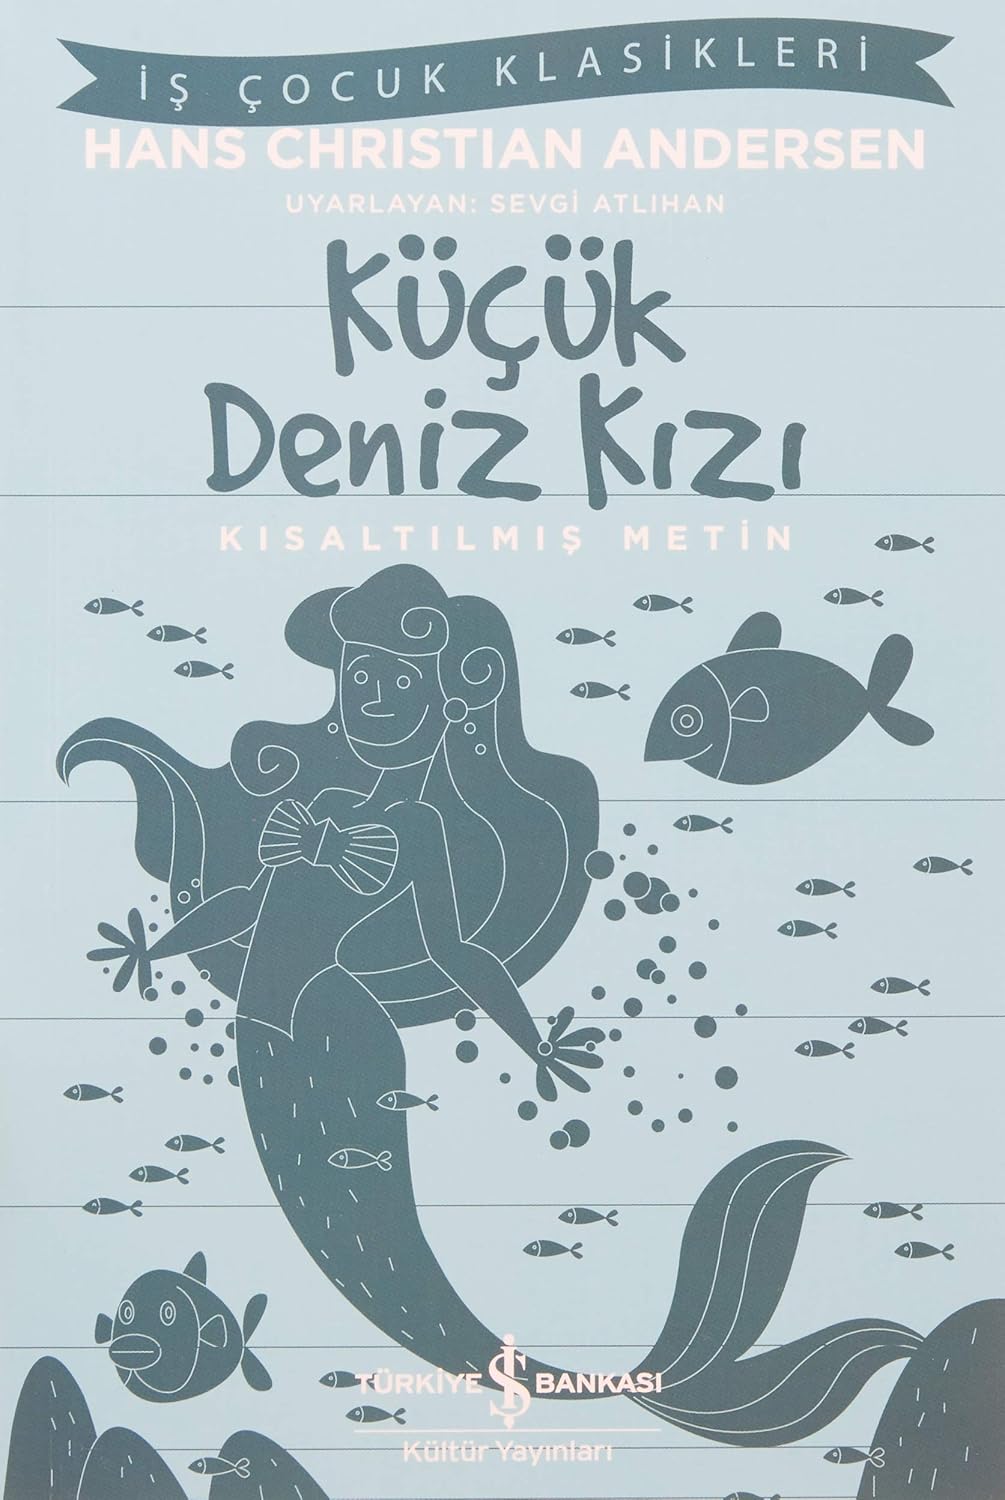 İŞ ÇOCUK KLASİKLERİ
HANS CHRISTIAN ANDERSEN
UYARLAYAN: SEVGİ ATLIHAN
Küçük
Deniz Kızı
KISALTILMIŞ METİN
TÜRKİYE İŞ BANKASI
Kültür Yayınları